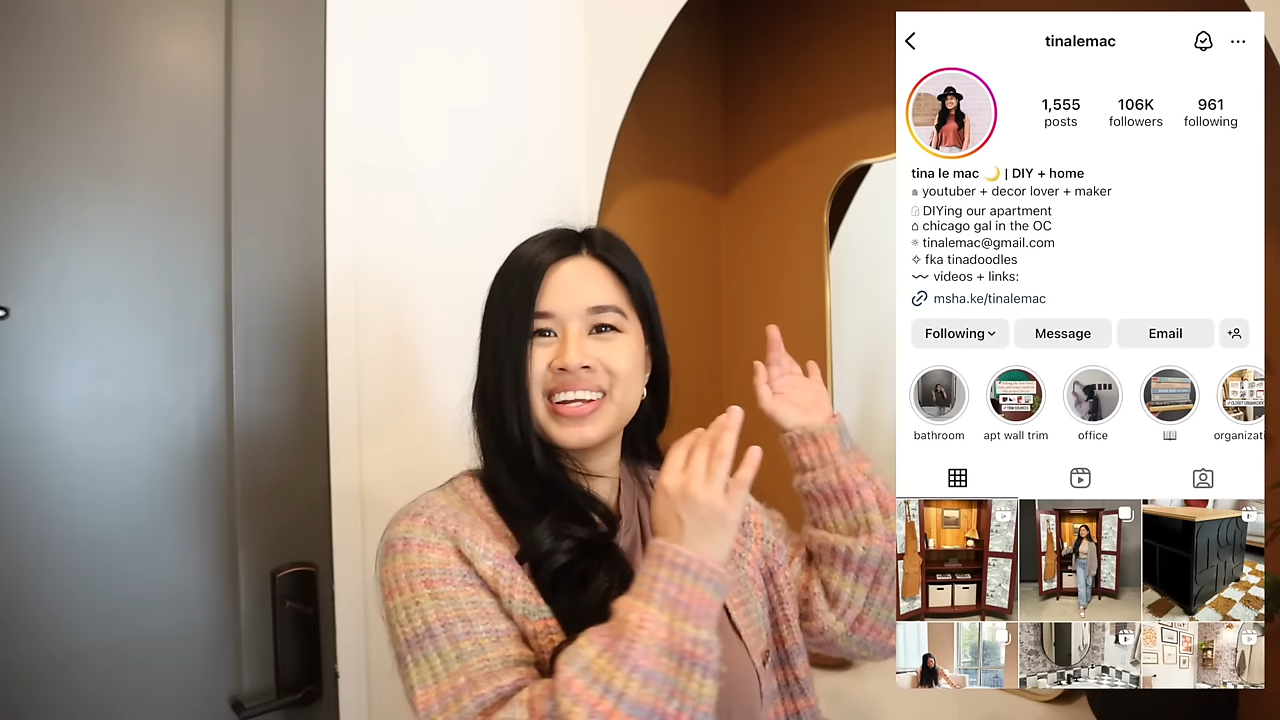 tinalemac
1,555
106K
961
posts
followers
following
tina le mac 🌙 | DIY + home
youtuber + decor lover + maker
DIYing our apartment
⌂ chicago gal in the OC
☼ tinalemac@gmail.com
✧ fka tinadoodles
videos + links:
msha.ke/tinalemac
Following
Message
Email
bathroom
apt wall trim
office
organizati